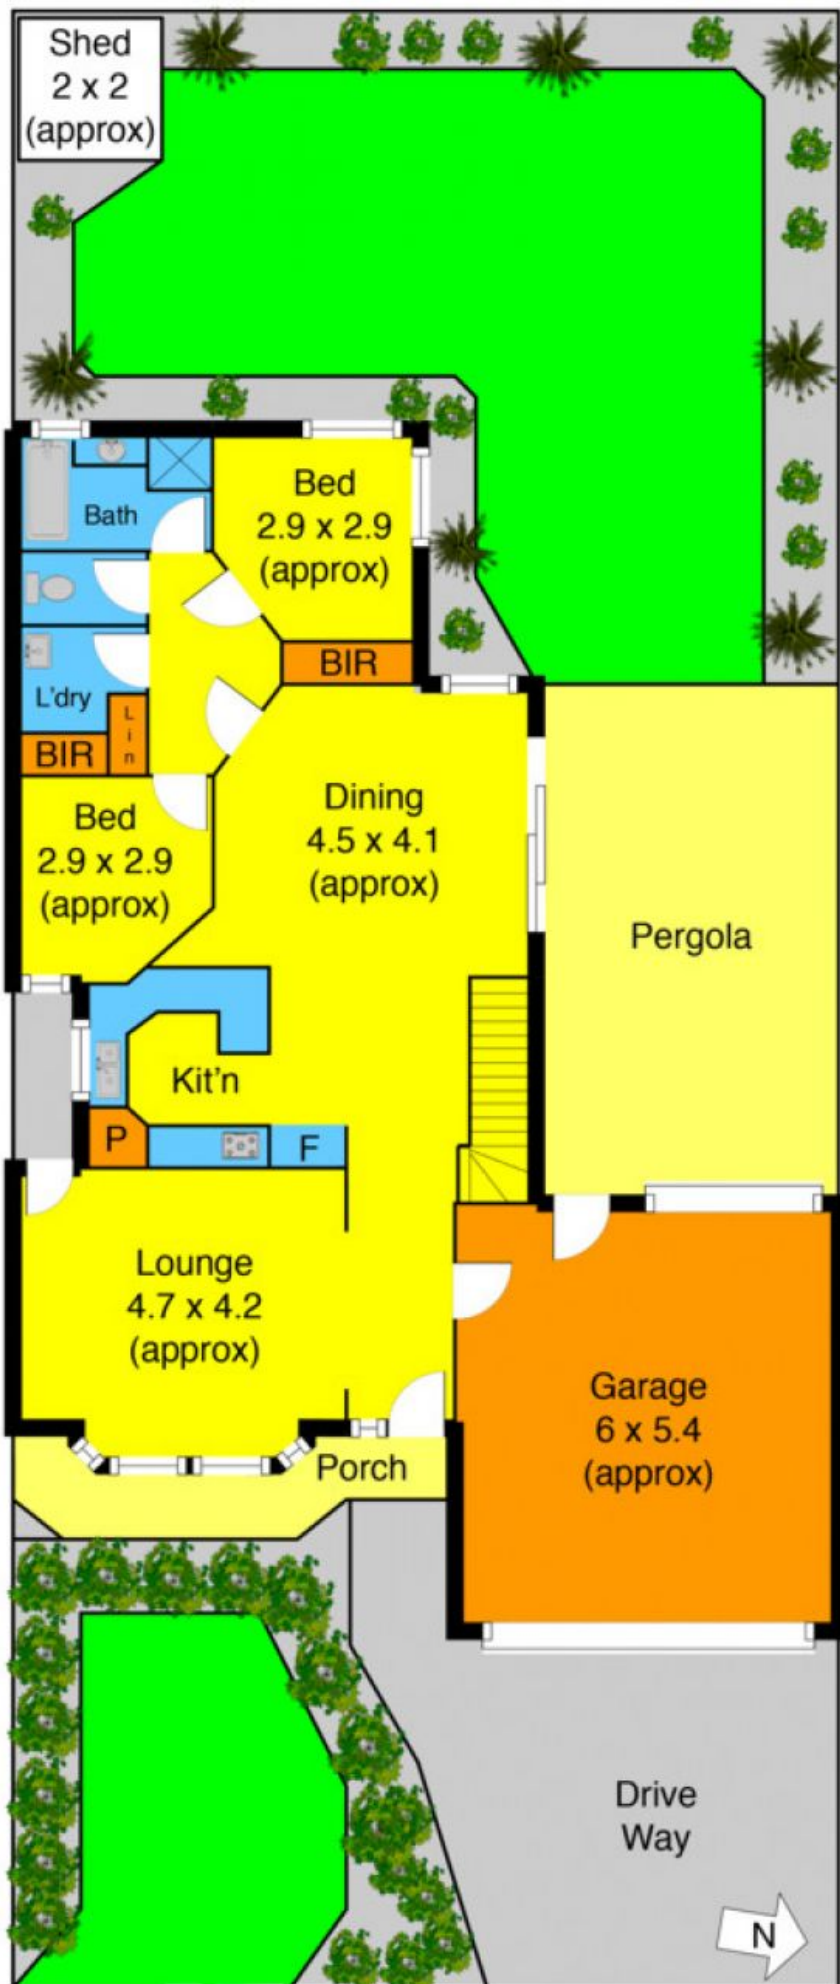 Shed
2 x 2
(approx)
Bed
2.9 x 2.9
(approx)
Bath
BIR
L'dry
Lin
BIR
Bed
2.9 x 2.9
(approx)
Dining
4.5 x 4.1
(approx)
Pergola
Kit'n
P
F
Lounge
4.7 x 4.2
(approx)
Garage
6 x 5.4
(approx)
Porch
Drive
Way
N